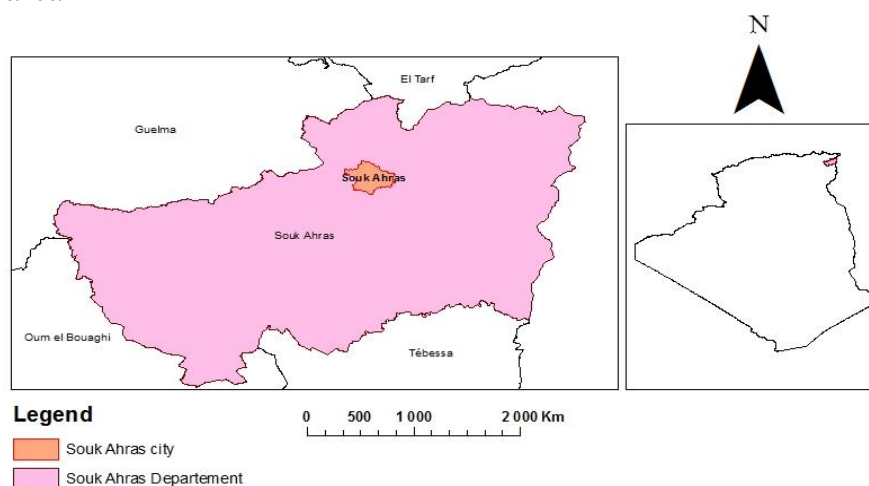 N
El Tarf
Guelma
Souk Ahras
Souk Ahras
Oum el Bouaghi
Tébessa
Legend
0 500 1 000 2 000 Km
Souk Ahras city
Souk Ahras Departement